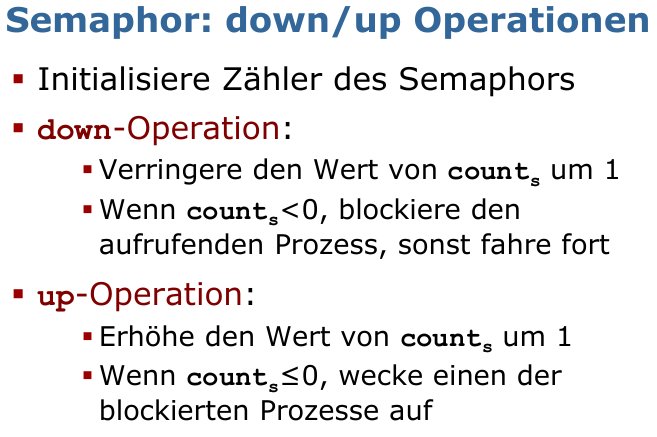 Semaphor: down/up Operationen
▪ Initialisiere Zähler des Semaphors
▪ down-Operation:
▪ Verringere den Wert von count_s um 1
▪ Wenn count_s<0, blockiere den
aufrufenden Prozess, sonst fahre fort
▪ up-Operation:
▪ Erhöhe den Wert von count_s um 1
▪ Wenn count_s≤0, wecke einen der
blockierten Prozesse auf